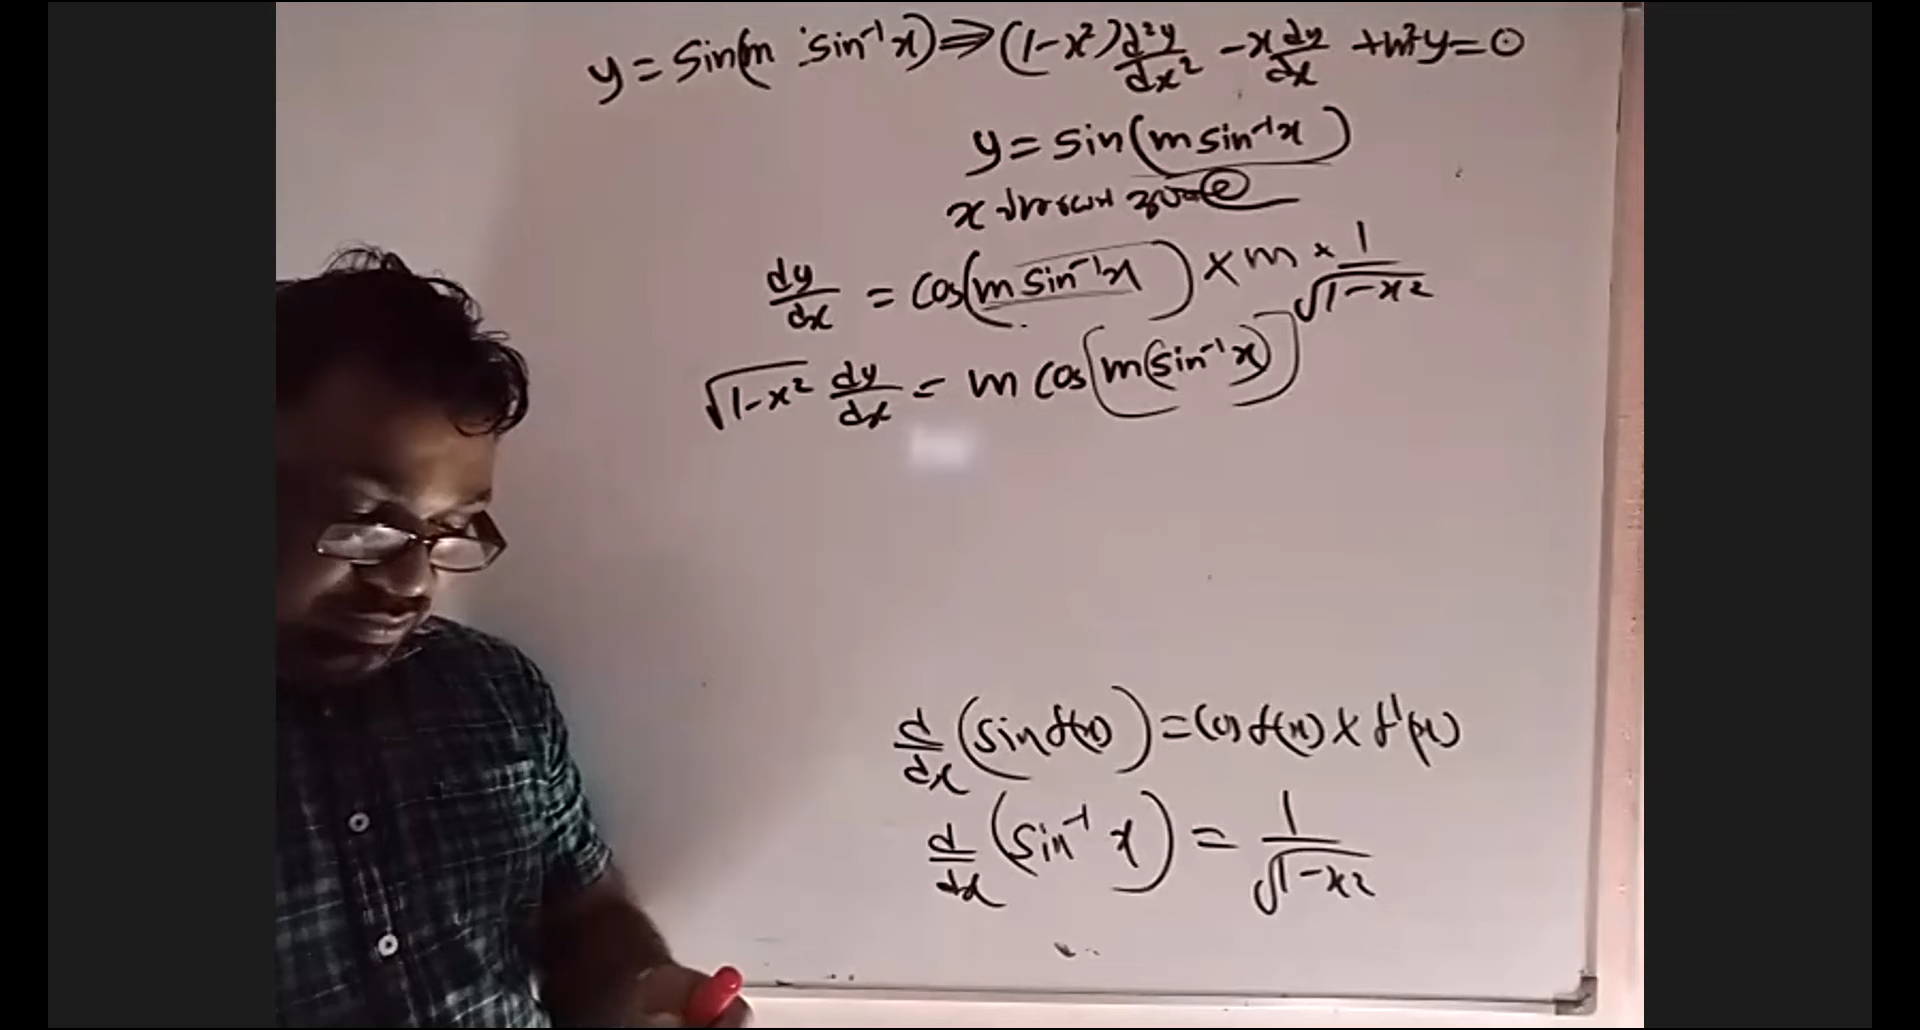 y = sin(m sin⁻¹x) ⇒ (1-x²) d²y/dx² - x dy/dx + m²y = 0
y = sin(m sin⁻¹x)
x
dy/dx = cos(m sin⁻¹x) × m × 1/√1-x²
√1-x² dy/dx = m cos[m(sin⁻¹x)]
d/dx (sin f(x)) = cos f(x) × f'(x)
d/dx (sin⁻¹ x) = 1/√1-x²